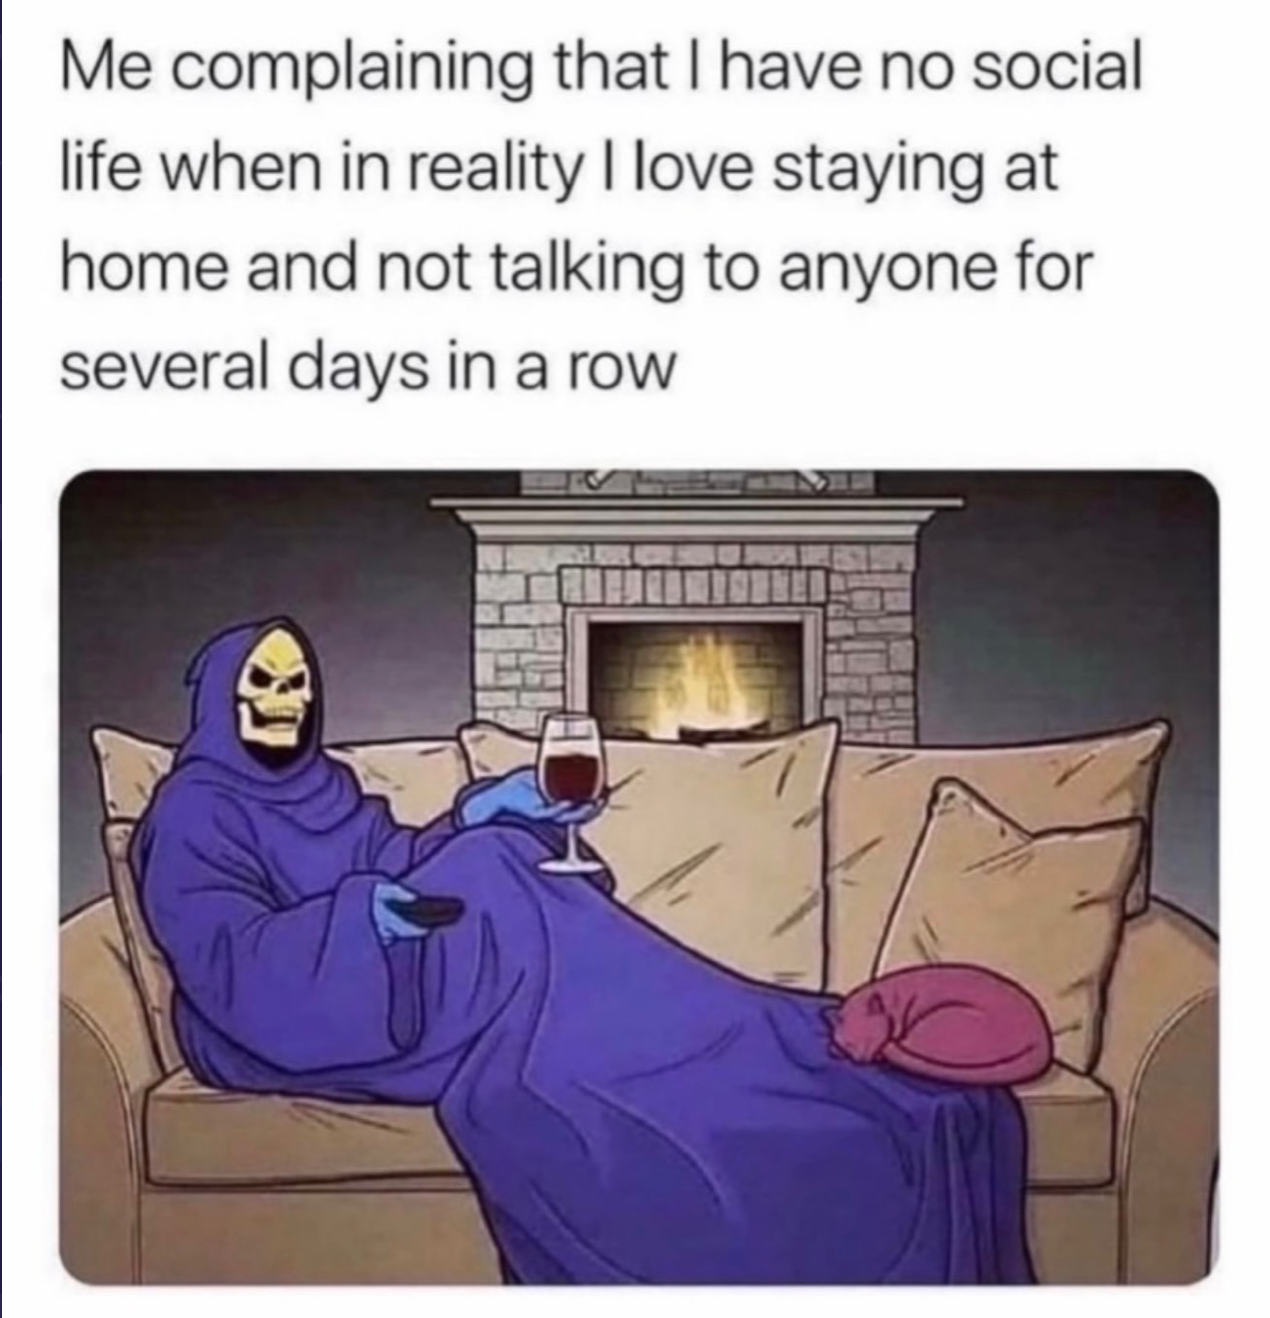 Me complaining that I have no social
life when in reality I love staying at
home and not talking to anyone for
several days in a row